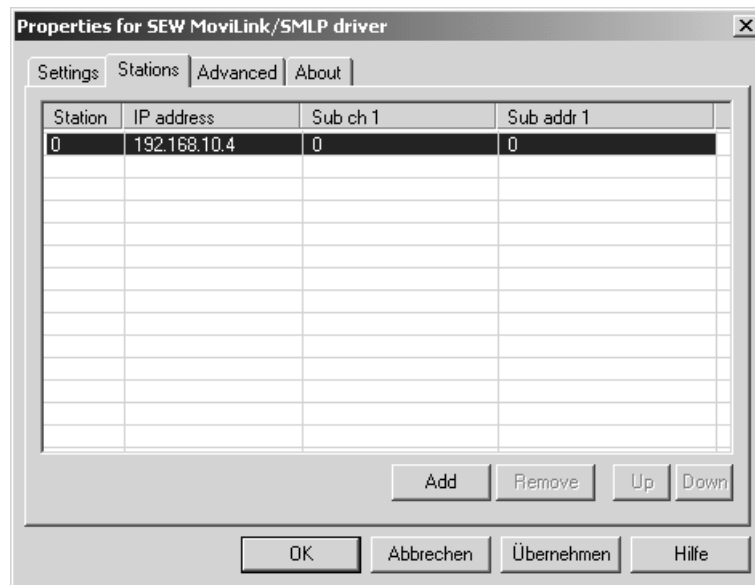 Properties for SEW MoviLink/SMLP driver
Settings Stations Advanced About
Station IP address Sub ch 1 Sub addr 1
0 192.168.10.4 0 0
Add Remove Up Down
OK Abbrechen Übernehmen Hilfe